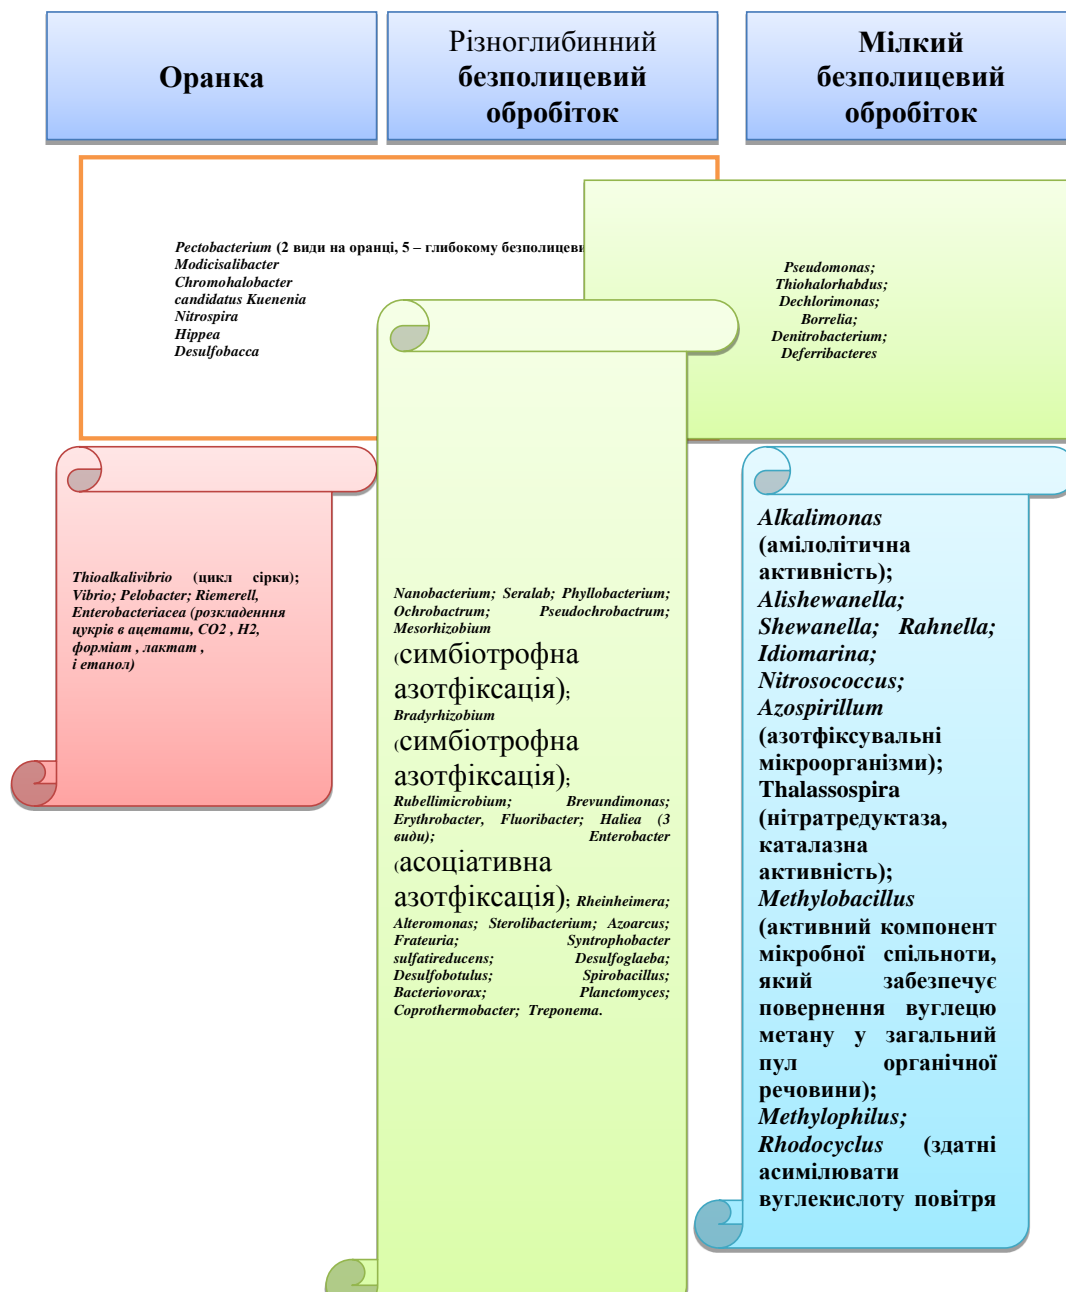 Оранка
Різноглибинний
безполицевий
обробіток
Мілкий
безполицевий
обробіток
Pectobacterium (2 види на оранці, 5 – глибокому безполицеви
Modicisalibacter
Chromohalobacter
candidatus Kuenenia
Nitrospira
Hippea
Desulfobacca
Pseudomonas;
Thiohalorhabdus;
Dechlorimonas;
Borrelia;
Denitrobacterium;
Deferribacteres
Thioalkalivibrio (цикл сірки);
Vibrio; Pelobacter; Riemerell,
Enterobacteriacea (розкладенння
цукрів в ацетати, CO2 , H2,
форміат , лактат ,
і етанол)
Nanobacterium; Seralab; Phyllobacterium;
Ochrobactrum; Pseudochrobactrum;
Mesorhizobium
(симбіотрофна
азотфіксація);
Bradyrhizobium
(симбіотрофна
азотфіксація);
Rubellimicrobium; Brevundimonas;
Erythrobacter, Fluoribacter; Haliea (3
види); Enterobacter
(асоціативна
азотфіксація); Rheinheimera;
Alteromonas; Sterolibacterium; Azoarcus;
Frateuria; Syntrophobacter
sulfatireducens; Desulfoglaeba;
Desulfobotulus; Spirobacillus;
Bacteriovorax; Planctomyces;
Coprothermobacter; Treponema.
Alkalimonas
(амілолітична
активність);
Alishewanella;
Shewanella; Rahnella;
Idiomarina;
Nitrosococcus;
Azospirillum
(азотфіксувальні
мікроорганізми);
Thalassospira
(нітратредуктаза,
каталазна
активність);
Methylobacillus
(активний компонент
мікробної спільноти,
який забезпечує
повернення вуглецю
метану у загальний
пул органічної
речовини);
Methylophilus;
Rhodocyclus (здатні
асимілювати
вуглекислоту повітря